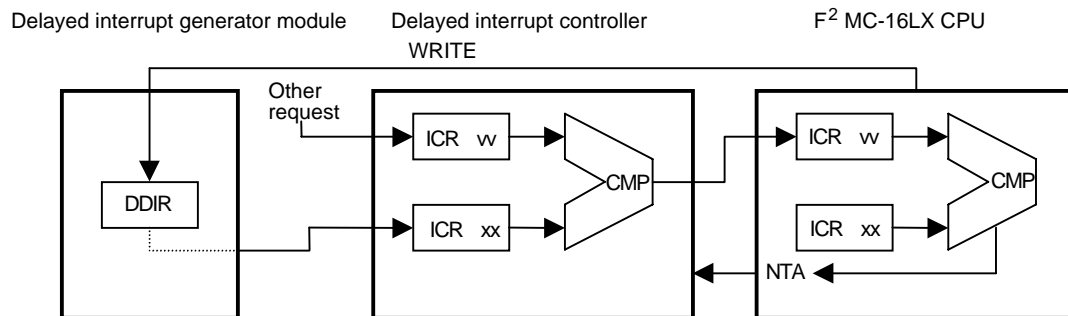 Delayed interrupt generator module
Delayed interrupt controller
F² MC-16LX CPU
WRITE
Other
request
ICR vv
CMP
ICR vv
CMP
DDIR
ICR xx
ICR xx
NTA